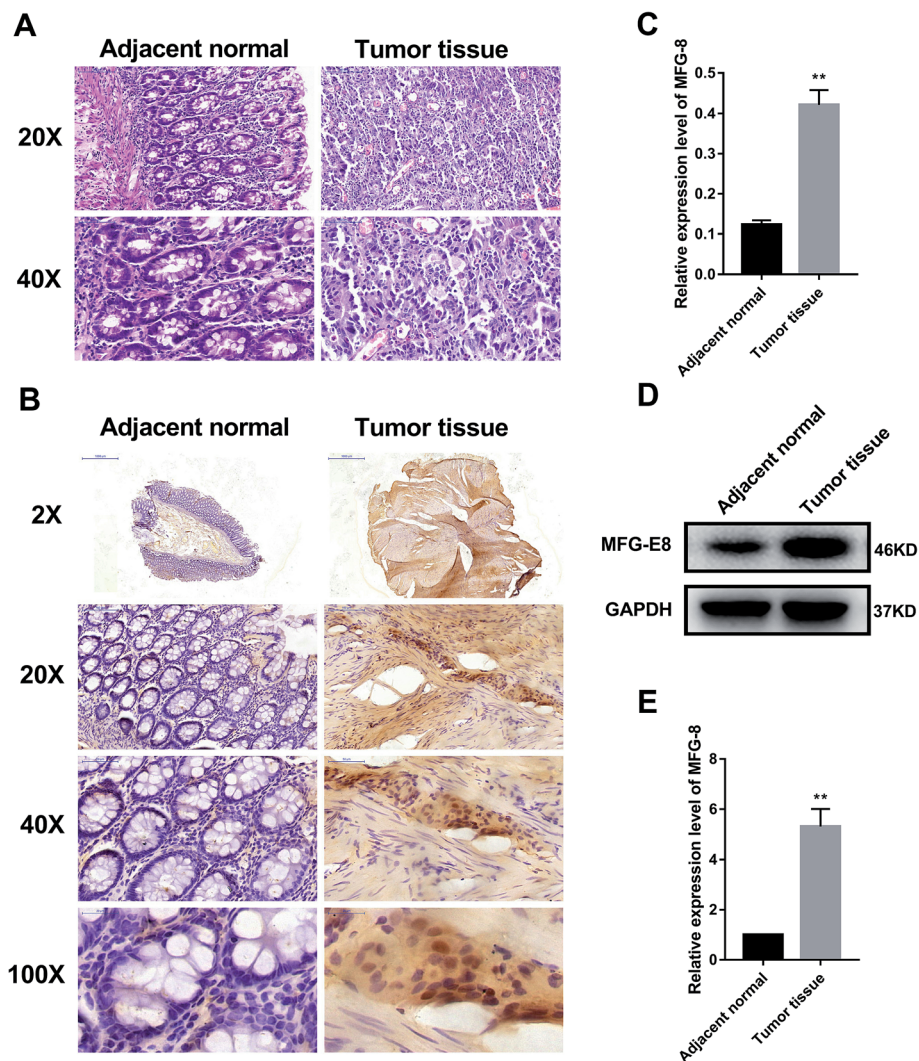 A
Adjacent normal
Tumor tissue
20X
40X
B
Adjacent normal
Tumor tissue
2X
20X
40X
100X
C
Relative expression level of MFG-8
0.5
0.4
0.3
0.2
0.1
0.0
**
Adjacent normal
Tumor tissue
D
Adjacent normal
Tumor tissue
MFG-E8
46KD
GAPDH
37KD
E
Relative expression level of MFG-8
8
6
4
2
0
**
Adjacent normal
Tumor tissue